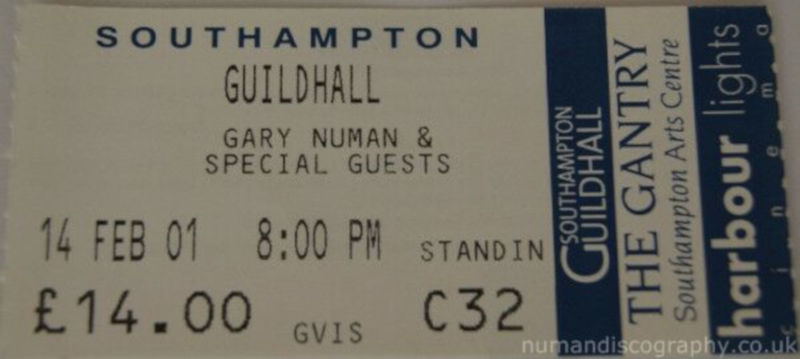 SOUTHAMPTON
GUILDHALL
GARY NUMAN &
SPECIAL GUESTS
14 FEB 01 8:00 PM STANDIN
£14.00 GVIS C32
SOUTHAMPTON
GUILDHALL
THE GANTRY
Southampton Arts Centre
harbour lights
cinema
numandiscography.co.uk